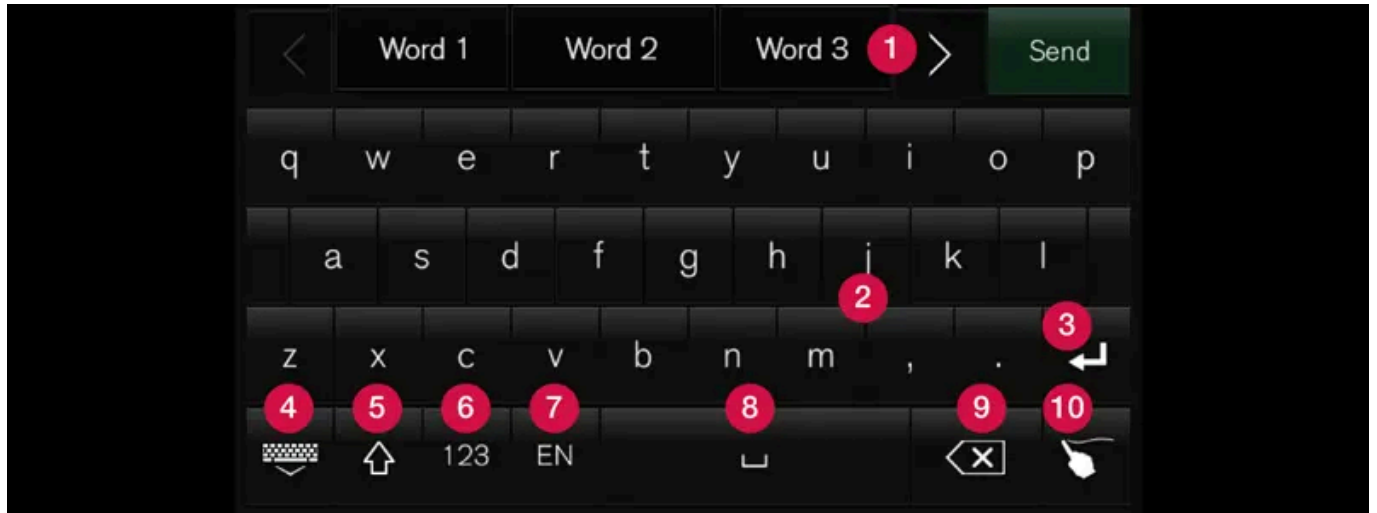 Word 1 Word 2 Word 3 1 Send
q w e r t y u i o p
a s d f g h j k l
2
3
z x c v b n m , .
4 5 6 7 8 9 10
123 EN